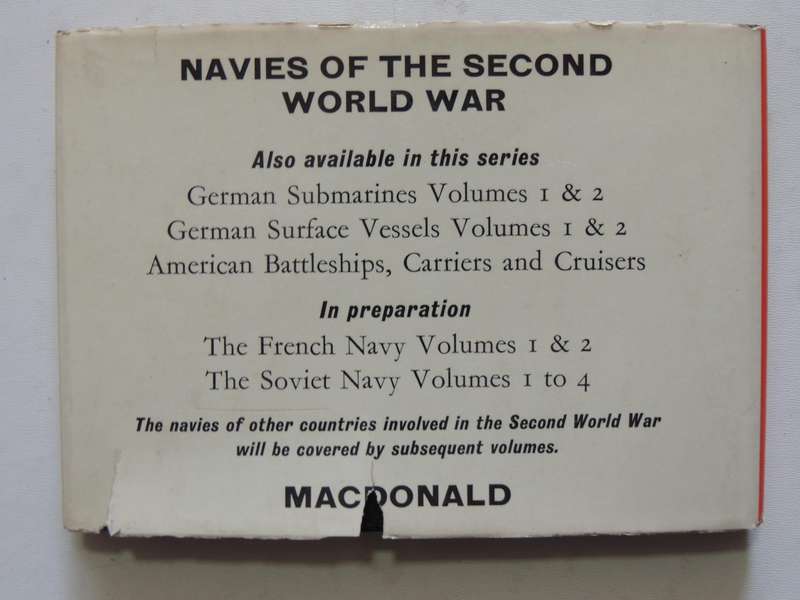 NAVIES OF THE SECOND
WORLD WAR
Also available in this series
German Submarines Volumes 1 & 2
German Surface Vessels Volumes 1 & 2
American Battleships, Carriers and Cruisers
In preparation
The French Navy Volumes 1 & 2
The Soviet Navy Volumes 1 to 4
The navies of other countries involved in the Second World War
will be covered by subsequent volumes.
MACDONALD